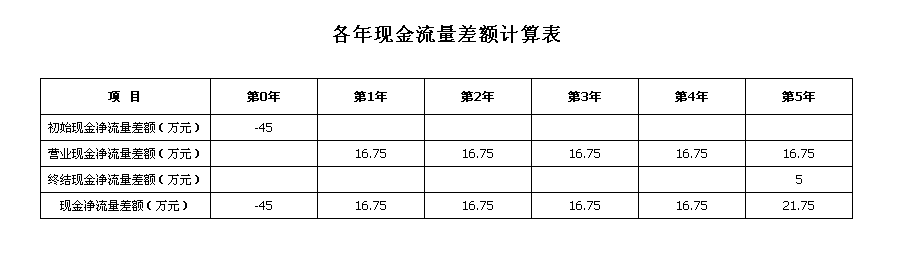 各年现金流量差额计算表
项 目 第0年 第1年 第2年 第3年 第4年 第5年
初始现金净流量差额（万元） -45
营业现金净流量差额（万元） 16.75 16.75 16.75 16.75 16.75
终结现金净流量差额（万元） 5
现金净流量差额（万元） -45 16.75 16.75 16.75 16.75 21.75